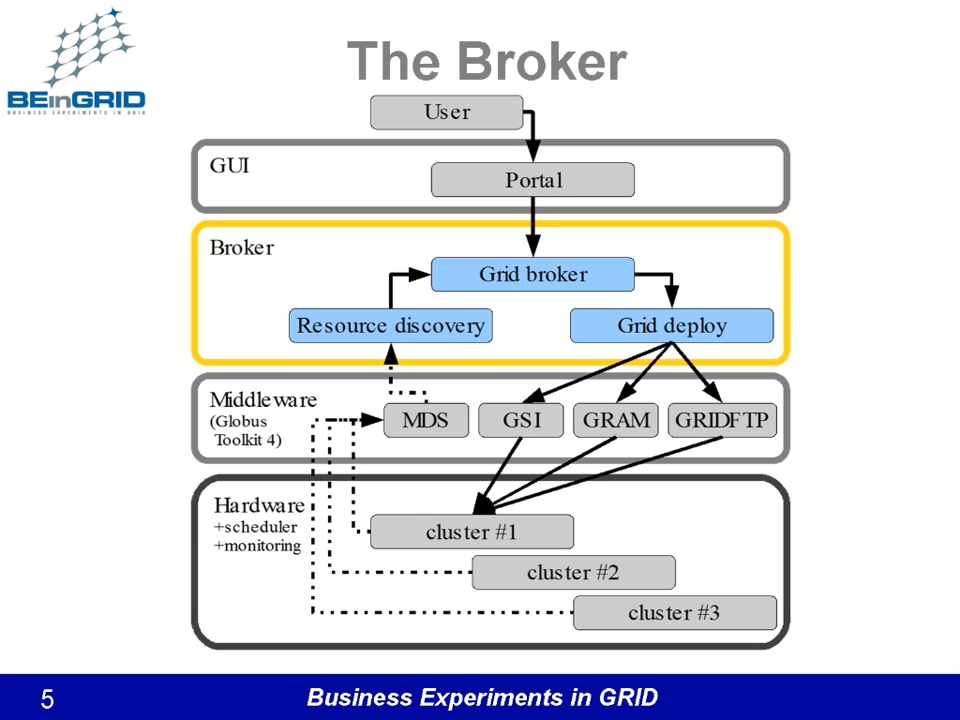 The Broker
BEinGRID
BUSINESS EXPERIMENTS IN GRID
User
GUI
Portal
Broker
Grid broker
Resource discovery
Grid deploy
Middleware
(Globus
Toolkit 4)
MDS
GSI
GRAM
GRIDFTP
Hardware
+scheduler
+monitoring
cluster #1
cluster #2
cluster #3
5
Business Experiments in GRID